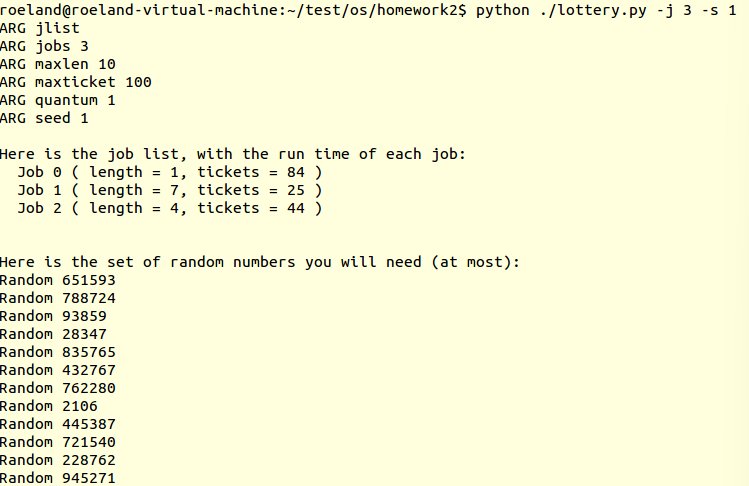 roeland@roeland-virtual-machine:~/test/os/homework2$ python ./lottery.py -j 3 -s 1
ARG jlist
ARG jobs 3
ARG maxlen 10
ARG maxticket 100
ARG quantum 1
ARG seed 1
Here is the job list, with the run time of each job:
Job 0 ( length = 1, tickets = 84 )
Job 1 ( length = 7, tickets = 25 )
Job 2 ( length = 4, tickets = 44 )
Here is the set of random numbers you will need (at most):
Random 651593
Random 788724
Random 93859
Random 28347
Random 835765
Random 432767
Random 762280
Random 2106
Random 445387
Random 721540
Random 228762
Random 945271